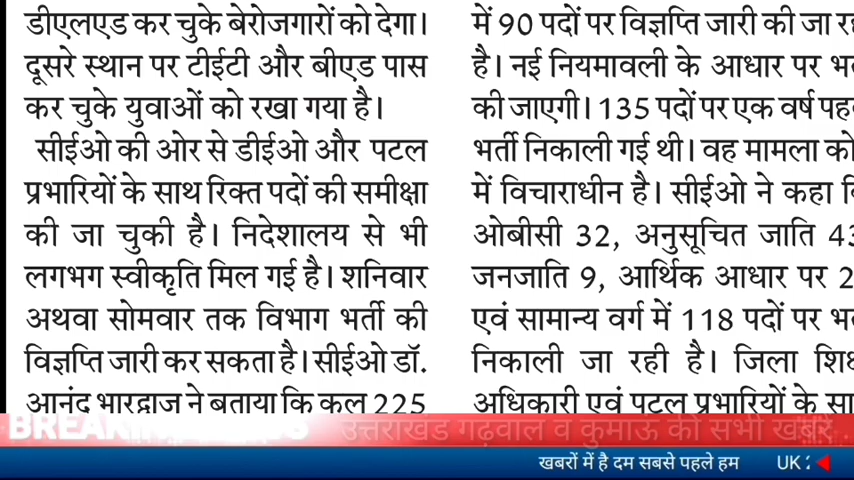 डीएलएड कर चुके बेरोजगारों को देगा।
दूसरे स्थान पर टीईटी और बीएड पास
कर चुके युवाओं को रखा गया है।
सीईओ की ओर से डीईओ और पटल
प्रभारियों के साथ रिक्त पदों की समीक्षा
की जा चुकी है। निदेशालय से भी
लगभग स्वीकृति मिल गई है। शनिवार
अथवा सोमवार तक विभाग भर्ती की
विज्ञप्ति जारी कर सकता है। सीईओ डॉ.
आनंद भारद्वाज ने बताया कि कुल 225
में 90 पदों पर विज्ञप्ति जारी की जा
है। नई नियमावली के आधार पर
की जाएगी। 135 पदों पर एक वर्ष
भर्ती निकाली गई थी। वह मामला
में विचाराधीन है। सीईओ ने कहा
ओबीसी 32, अनुसूचित जाति
जनजाति 9, आर्थिक आधार पर
एवं सामान्य वर्ग में 118 पदों पर
निकाली जा रही है। जिला
अधिकारी एवं पटल प्रभारियों के
उत्तराखंड गढ़वाल व कुमाऊ की सभी खबरें
खबरों में है दम सबसे पहले हम
UK